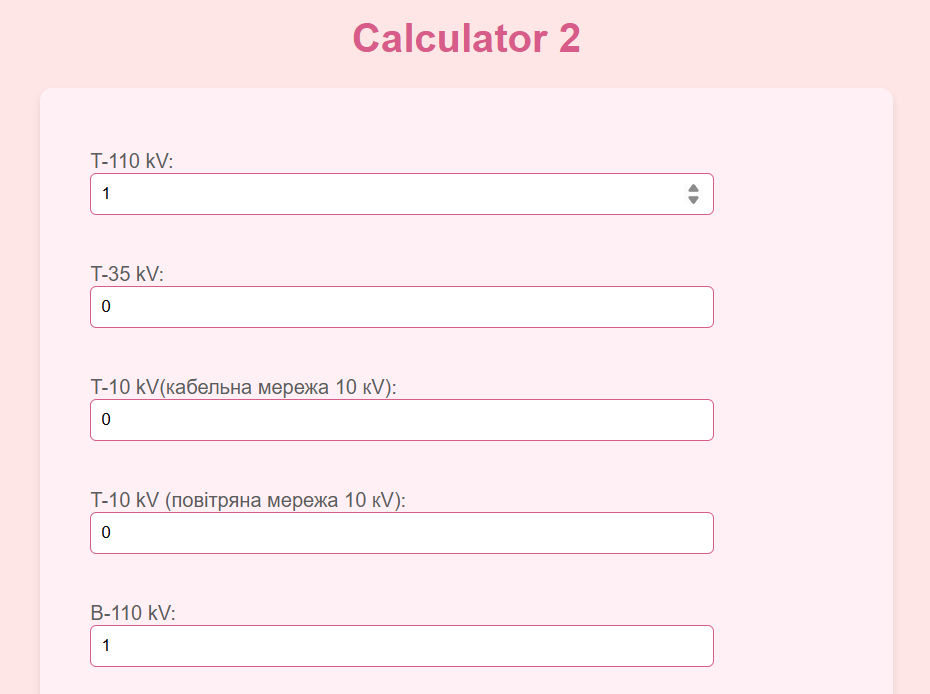 Calculator 2
T-110 kV:
1
T-35 kV:
0
T-10 kV(кабельна мережа 10 кV):
0
T-10 kV (повітряна мережа 10 кV):
0
B-110 kV:
1